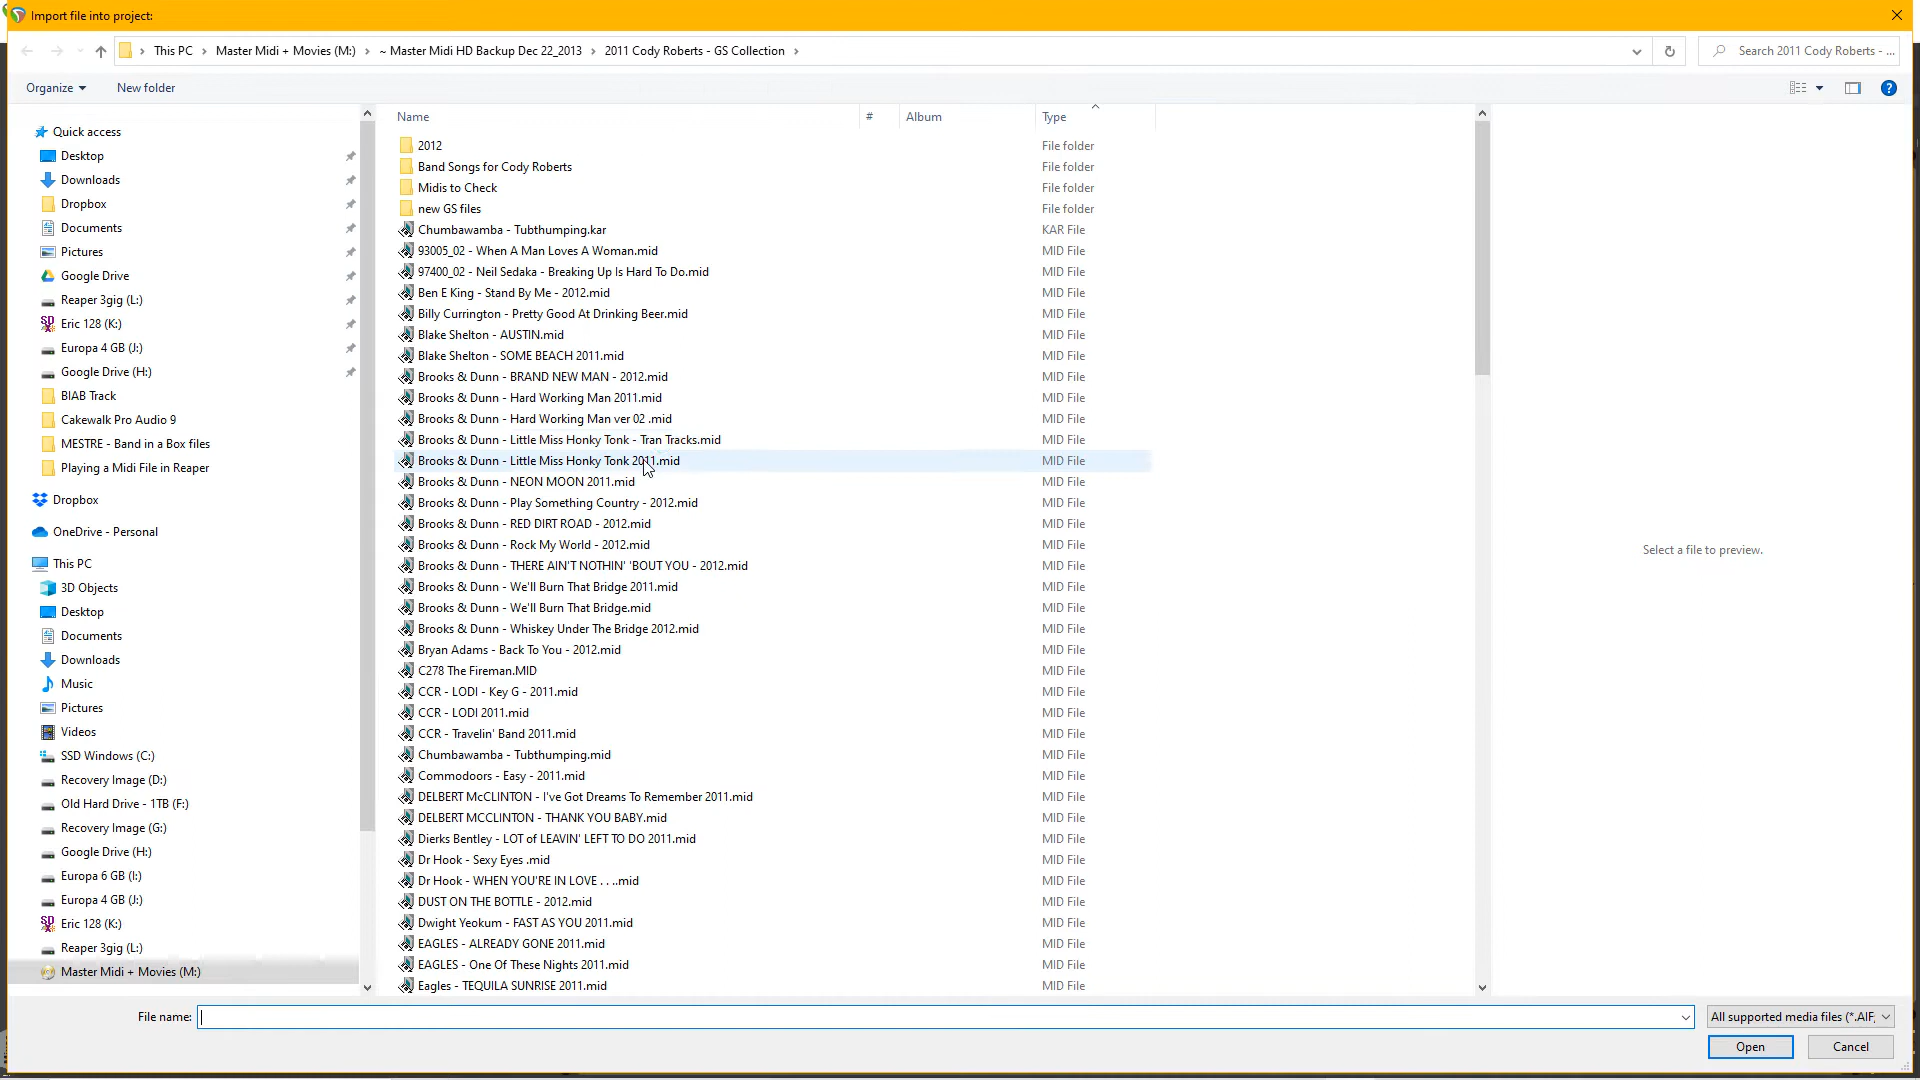 Import file into project:
This PC > Master Midi + Movies (M:) > ~ Master Midi HD Backup Dec 22_2013 > 2011 Cody Roberts - GS Collection >
Search 2011 Cody Roberts - ...
Organize
New folder
Quick access
Desktop
Downloads
Dropbox
Documents
Pictures
Google Drive
Reaper 3gig (L:)
Eric 128 (K:)
Europa 4 GB (J:)
Google Drive (H:)
BIAB Track
Cakewalk Pro Audio 9
MESTRE - Band in a Box files
Playing a Midi File in Reaper
Dropbox
OneDrive - Personal
This PC
3D Objects
Desktop
Documents
Downloads
Music
Pictures
Videos
SSD Windows (C:)
Recovery Image (D:)
Old Hard Drive - 1TB (F:)
Recovery Image (G:)
Google Drive (H:)
Europa 6 GB (I:)
Europa 4 GB (J:)
Eric 128 (K:)
Reaper 3gig (L:)
Master Midi + Movies (M:)
Name # Album Type
2012 File folder
Band Songs for Cody Roberts File folder
Midis to Check File folder
new GS files File folder
Chumbawamba - Tubthumping.kar KAR File
93005_02 - When A Man Loves A Woman.mid MID File
97400_02 - Neil Sedaka - Breaking Up Is Hard To Do.mid MID File
Ben E King - Stand By Me - 2012.mid MID File
Billy Currington - Pretty Good At Drinking Beer.mid MID File
Blake Shelton - AUSTIN.mid MID File
Blake Shelton - SOME BEACH 2011.mid MID File
Brooks & Dunn - BRAND NEW MAN - 2012.mid MID File
Brooks & Dunn - Hard Working Man 2011.mid MID File
Brooks & Dunn - Hard Working Man ver 02 .mid MID File
Brooks & Dunn - Little Miss Honky Tonk - Tran Tracks.mid MID File
Brooks & Dunn - Little Miss Honky Tonk 2011.mid MID File
Brooks & Dunn - NEON MOON 2011.mid MID File
Brooks & Dunn - Play Something Country - 2012.mid MID File
Brooks & Dunn - RED DIRT ROAD - 2012.mid MID File
Brooks & Dunn - Rock My World - 2012.mid MID File
Brooks & Dunn - THERE AIN'T NOTHIN' 'BOUT YOU - 2012.mid MID File
Brooks & Dunn - We'll Burn That Bridge 2011.mid MID File
Brooks & Dunn - We'll Burn That Bridge.mid MID File
Brooks & Dunn - Whiskey Under The Bridge 2012.mid MID File
Bryan Adams - Back To You - 2012.mid MID File
C278 The Fireman.MID MID File
CCR - LODI - Key G - 2011.mid MID File
CCR - LODI 2011.mid MID File
CCR - Travelin' Band 2011.mid MID File
Chumbawamba - Tubthumping.mid MID File
Commodoors - Easy - 2011.mid MID File
DELBERT McCLINTON - I've Got Dreams To Remember 2011.mid MID File
DELBERT MCCLINTON - THANK YOU BABY.mid MID File
Dierks Bentley - LOT of LEAVIN' LEFT TO DO 2011.mid MID File
Dr Hook - Sexy Eyes .mid MID File
Dr Hook - WHEN YOU'RE IN LOVE . . ..mid MID File
DUST ON THE BOTTLE - 2012.mid MID File
Dwight Yeokum - FAST AS YOU 2011.mid MID File
EAGLES - ALREADY GONE 2011.mid MID File
EAGLES - One Of These Nights 2011.mid MID File
Eagles - TEQUILA SUNRISE 2011.mid MID File
Select a file to preview.
File name:
All supported media files (*.AIF,
Open
Cancel